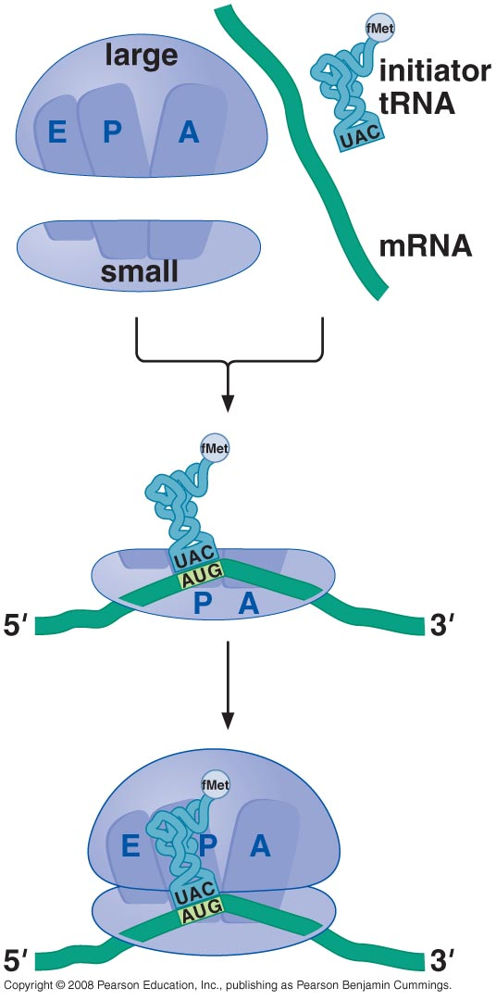 large
E P A
small
fMet
initiator
tRNA
UAC
mRNA
fMet
UAC
AUG
P A
5′ 3′
fMet
E P A
UAC
AUG
5′ 3′
Copyright © 2008 Pearson Education, Inc., publishing as Pearson Benjamin Cummings.